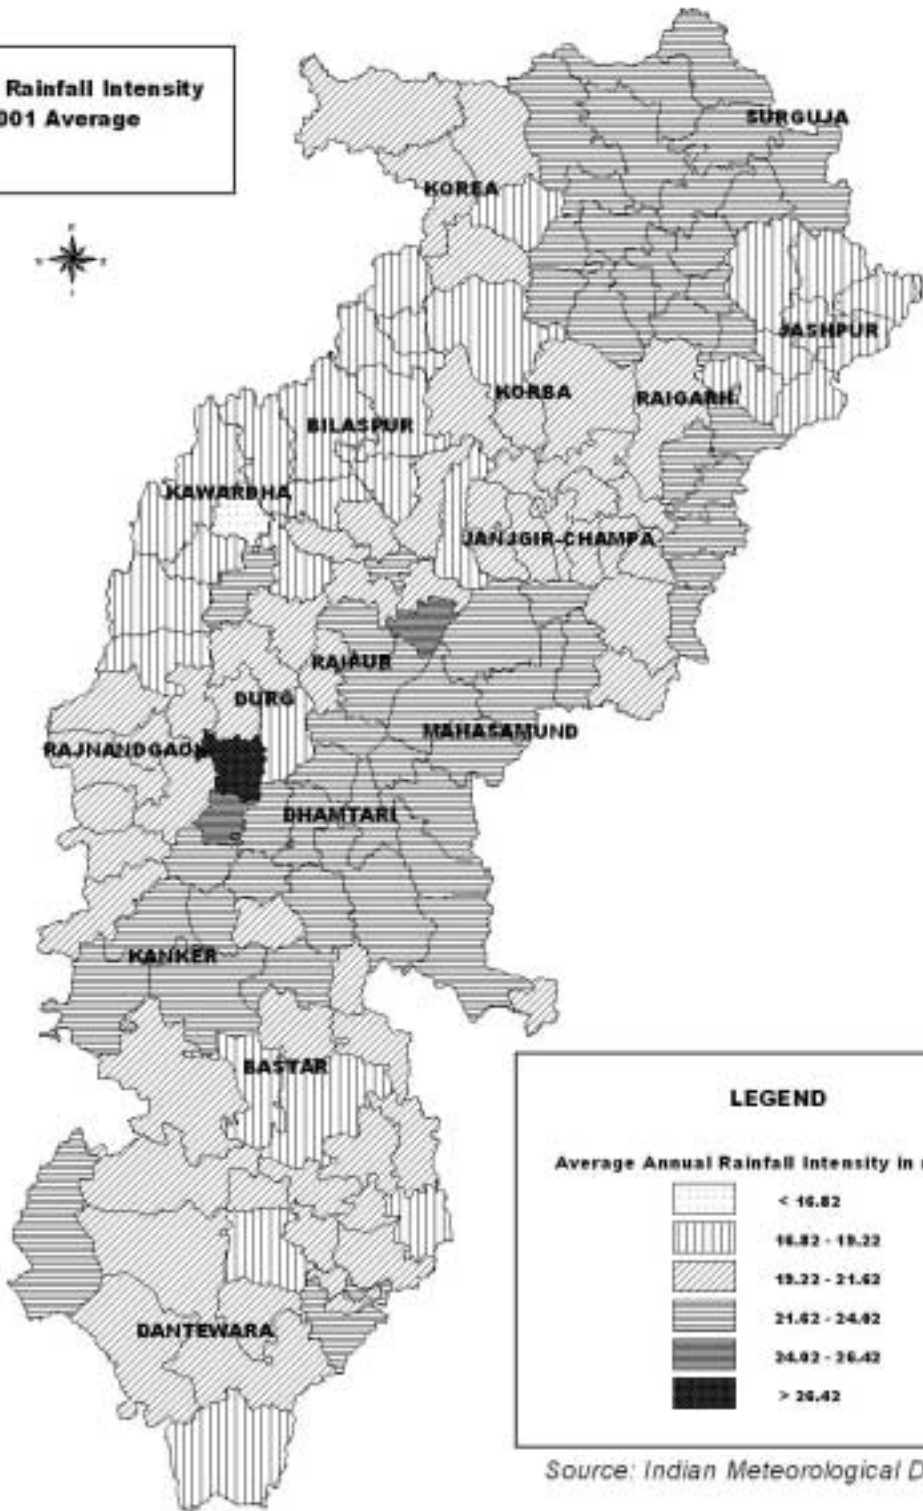 Rainfall Intensity
001 Average
SURGUJA
KOREA
JASHPUR
KORBA
RAIGARH
BILASPUR
KAWARDHA
JANJGIR-CHAMPA
RAIPUR
DURG
MAHASAMUND
RAJNANDGAON
DHAMTARI
KANKER
BASTAR
DANTEWARA
LEGEND
Average Annual Rainfall Intensity in
< 16.82
16.82 - 19.22
19.22 - 21.62
21.62 - 24.02
24.02 - 26.42
> 26.42
Source: Indian Meteorological D